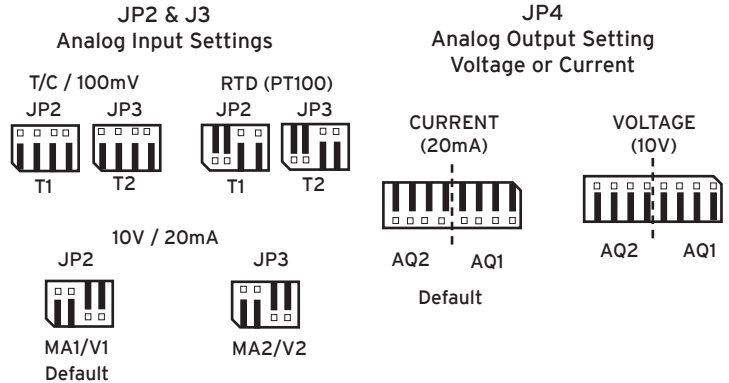 JP2 & J3
Analog Input Settings
T/C / 100mV
RTD (PT100)
JP2
JP3
JP2
JP3
T1
T2
T1
T2
10V / 20mA
JP2
JP3
MA1/V1
MA2/V2
Default
JP4
Analog Output Setting
Voltage or Current
CURRENT
(20mA)
VOLTAGE
(10V)
AQ2
AQ1
AQ2
AQ1
Default